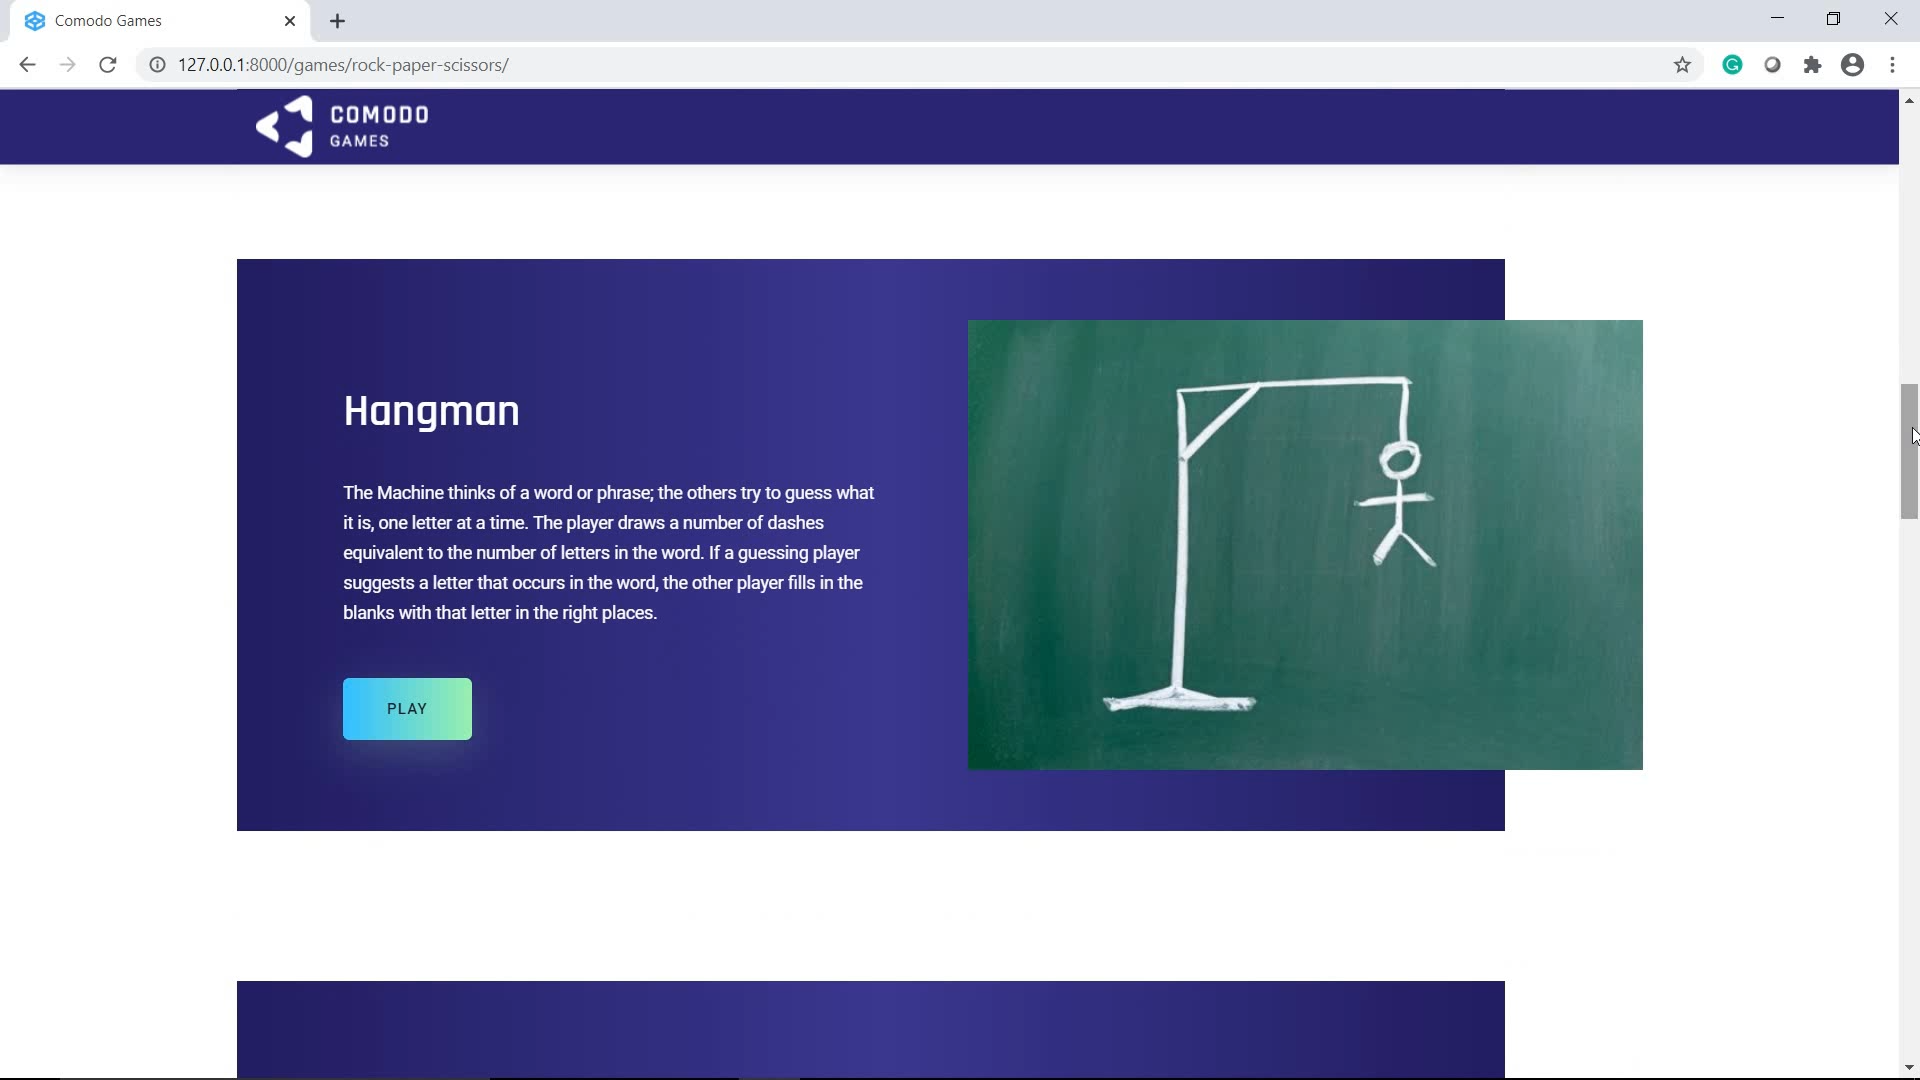 Comodo Games
127.0.0.1:8000/games/rock-paper-scissors/
COMODO
GAMES
Hangman
The Machine thinks of a word or phrase; the others try to guess what
it is, one letter at a time. The player draws a number of dashes
equivalent to the number of letters in the word. If a guessing player
suggests a letter that occurs in the word, the other player fills in the
blanks with that letter in the right places.
PLAY